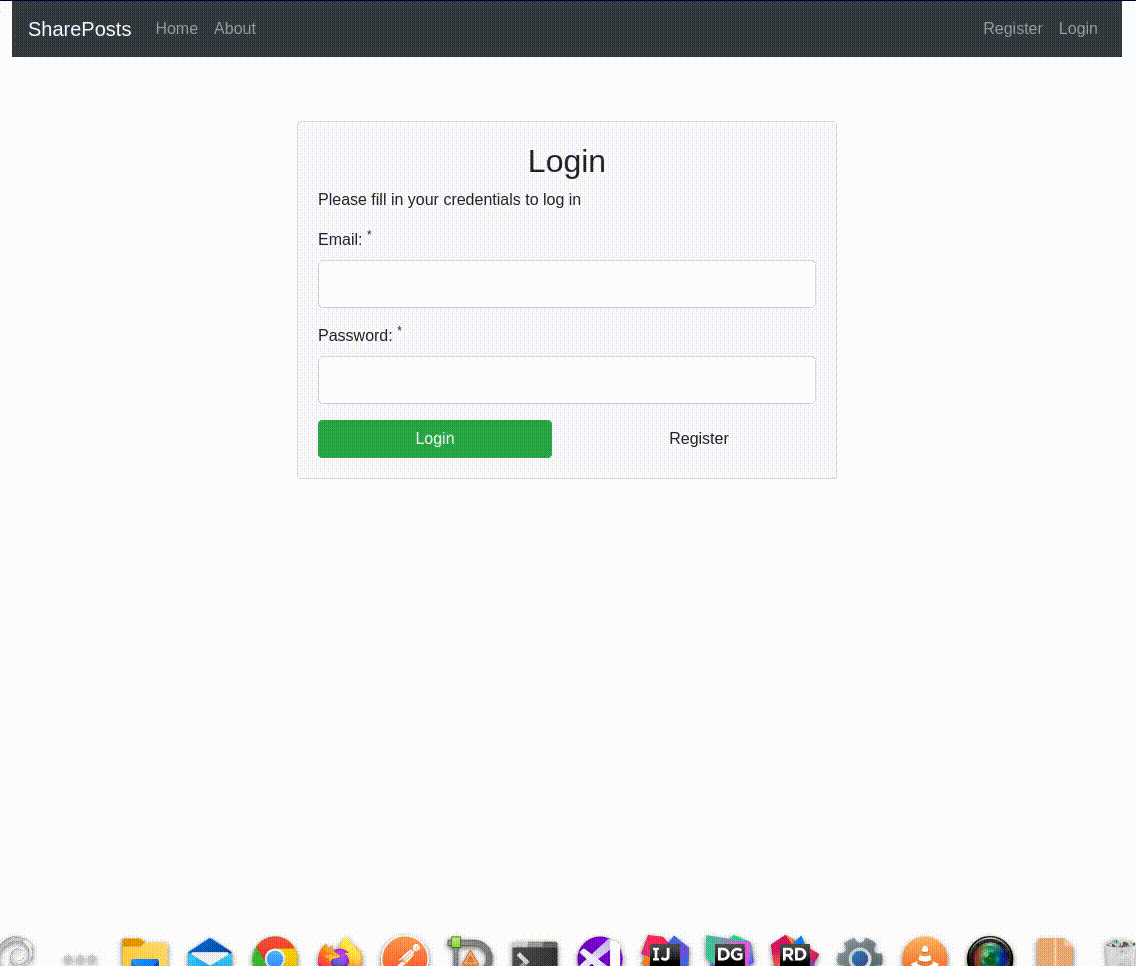 SharePosts Home About Register Login
Login
Please fill in your credentials to log in
Email: *
Password: *
Login Register
IJ DG RD